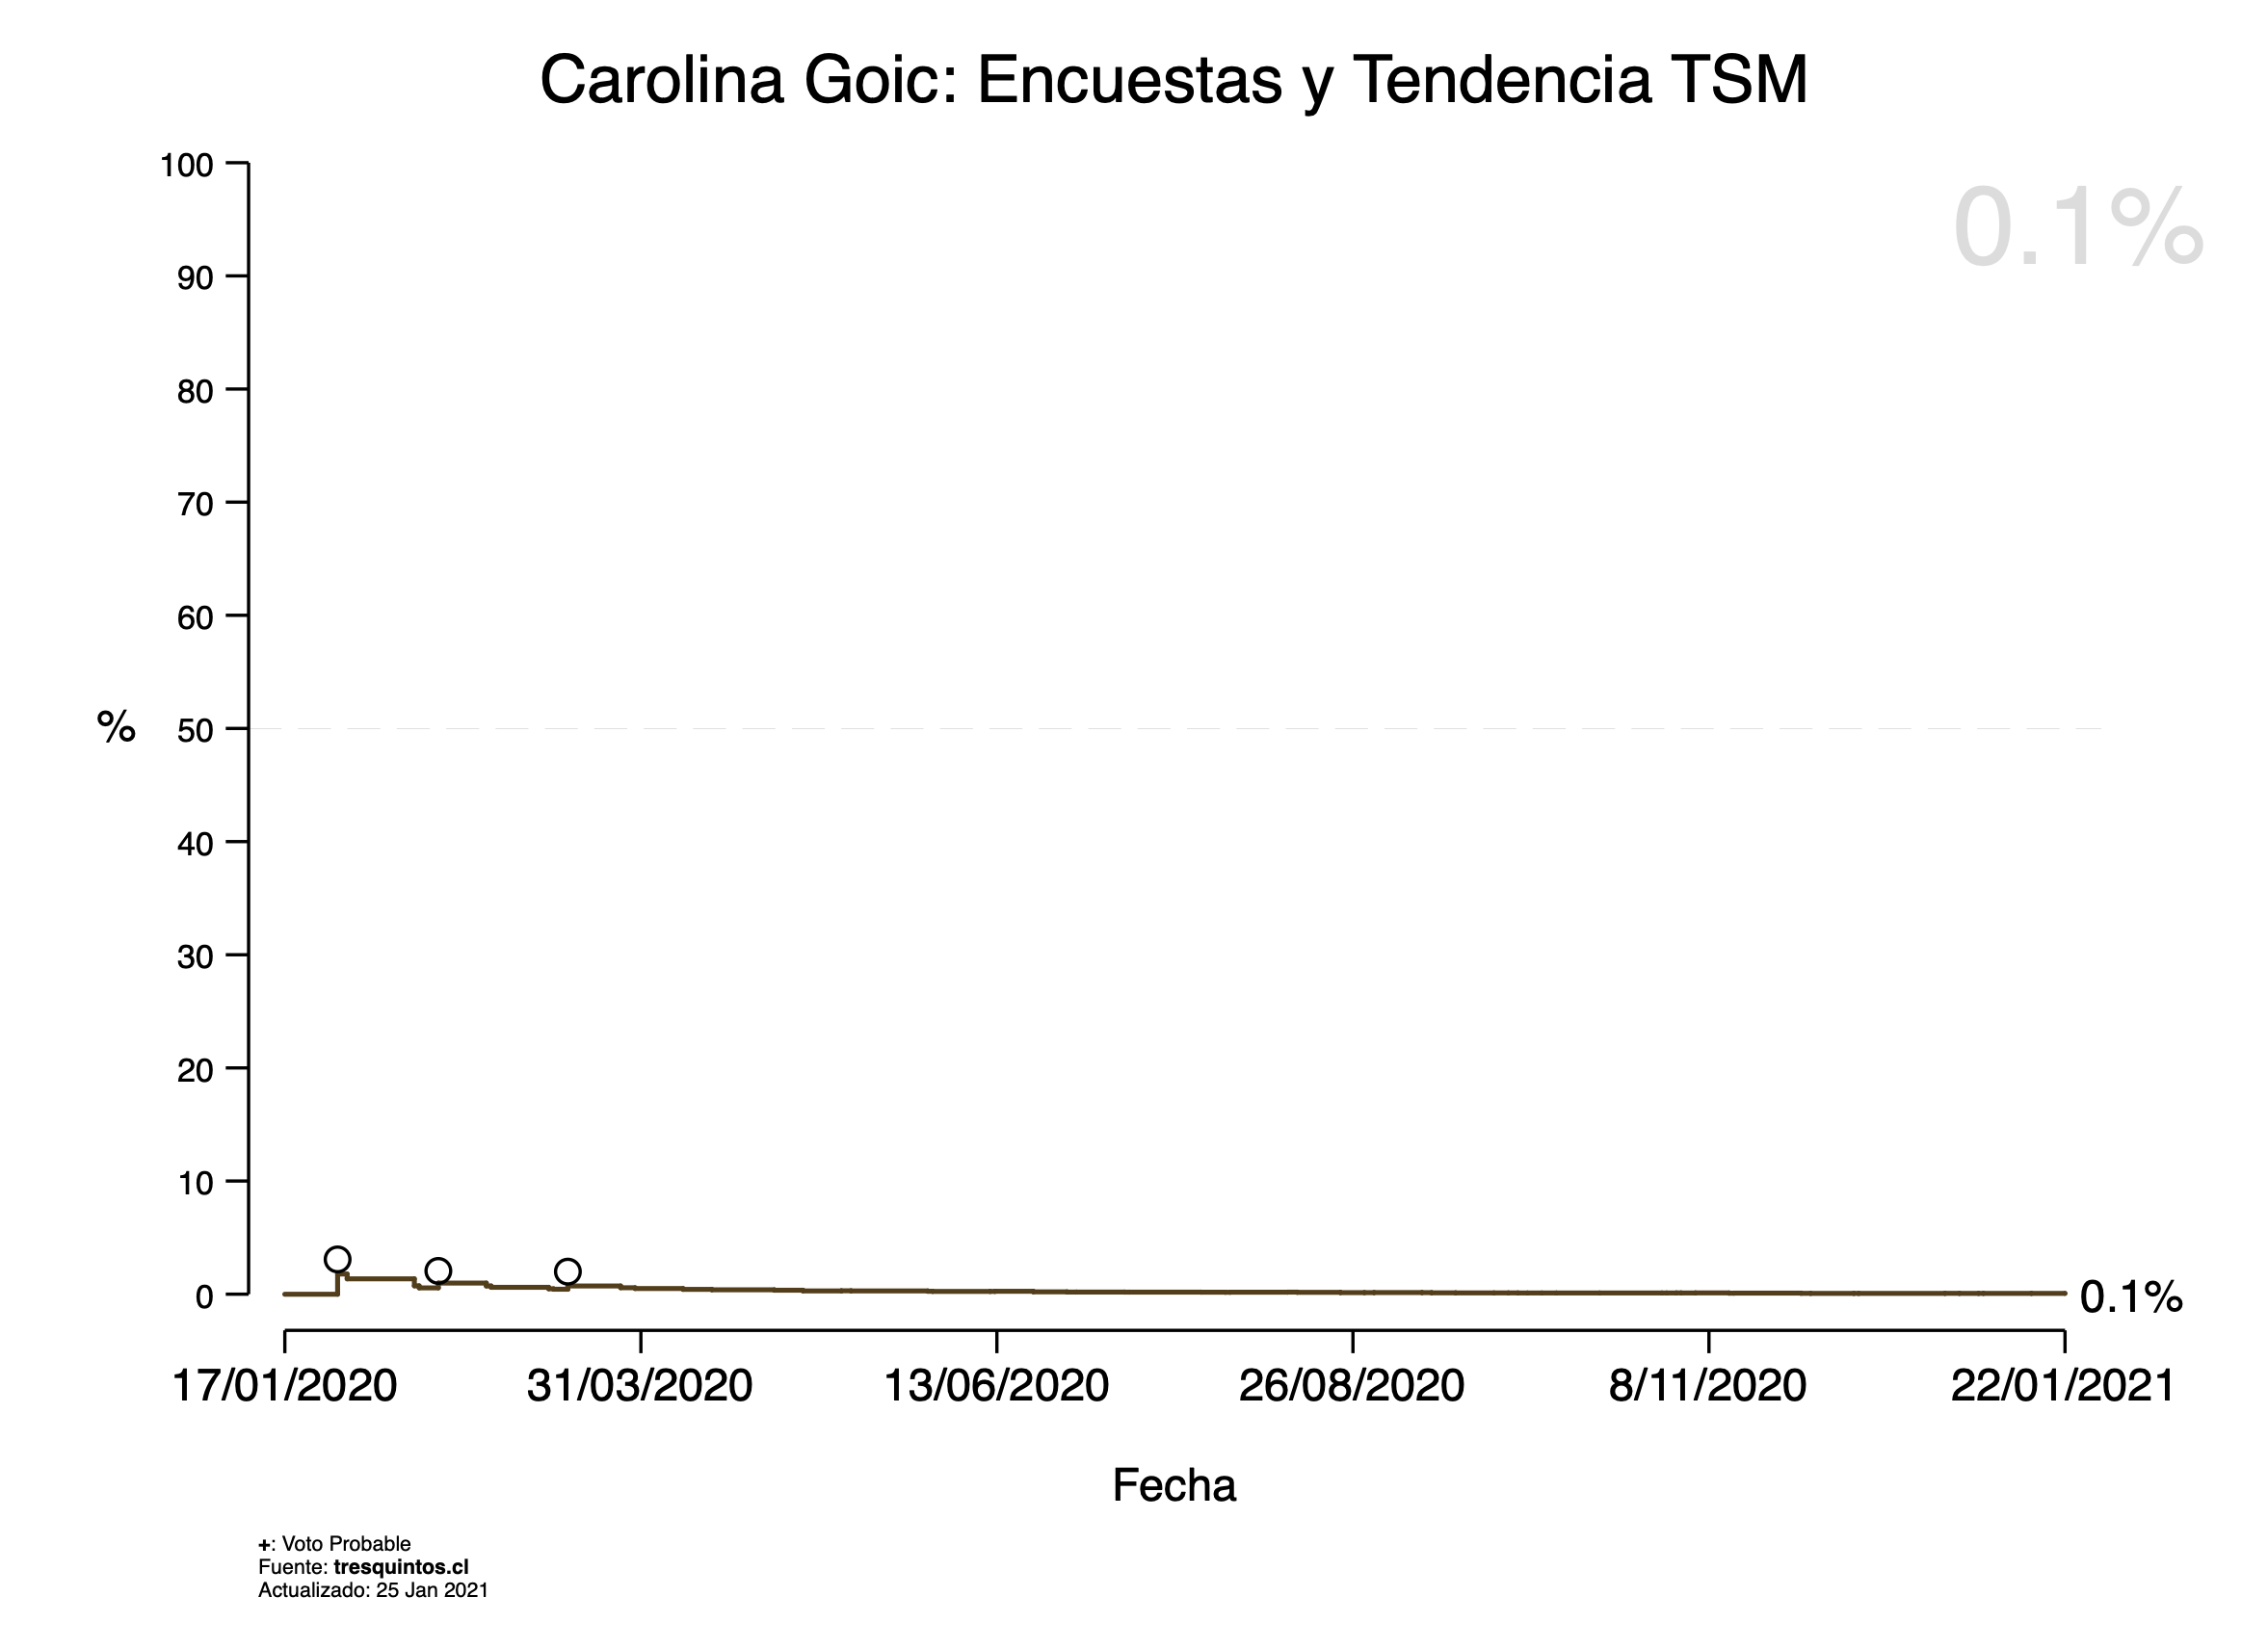 Carolina Goic: Encuestas y Tendencia TSM
100
0.1%
90
80
70
60
% 50
40
30
20
10
0
0.1%
17/01/2020 31/03/2020 13/06/2020 26/08/2020 8/11/2020 22/01/2021
Fecha
+: Voto Probable
Fuente: tresquintos.cl
Actualizado: 25 Jan 2021